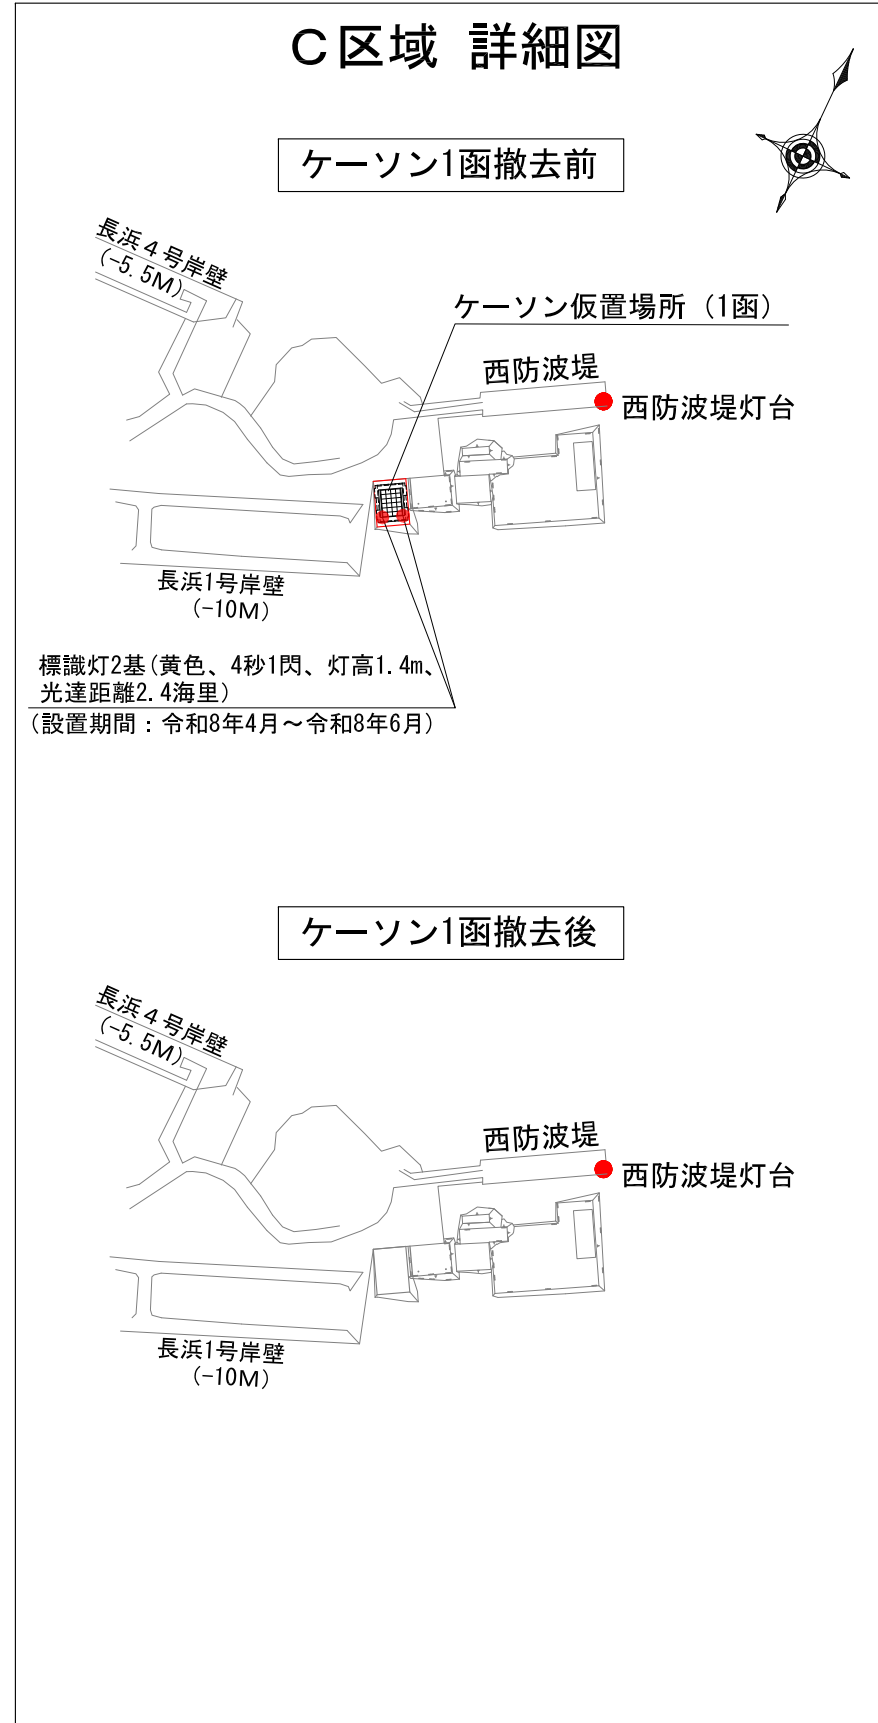 C区域 詳細図
ケーソン1函撤去前
長浜4号岸壁
(-5.5M)
ケーソン仮置場所（1函）
西防波堤
西防波堤灯台
長浜1号岸壁
(-10M)
標識灯2基(黄色、4秒1閃、灯高1.4m、
光達距離2.4海里)
(設置期間：令和8年4月～令和8年6月)
ケーソン1函撤去後
長浜4号岸壁
(-5.5M)
西防波堤
西防波堤灯台
長浜1号岸壁
(-10M)